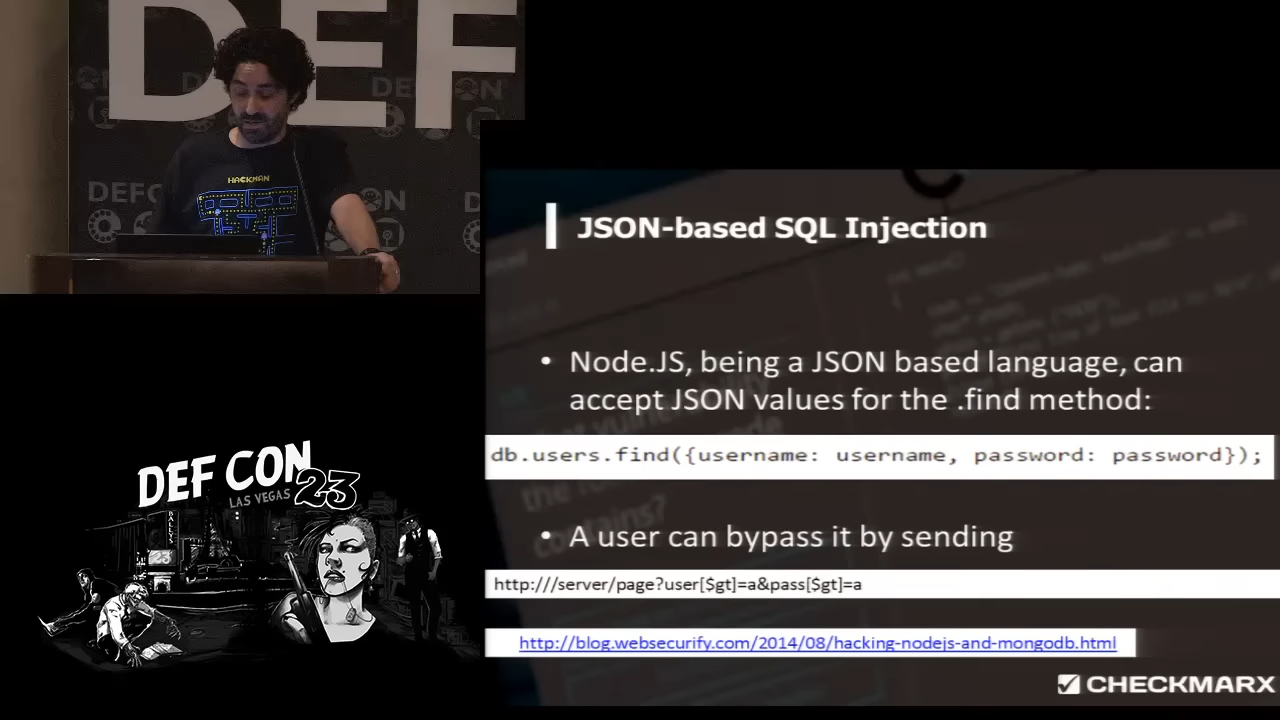 DEF
HACKMAN
JSON-based SQL Injection
• Node.JS, being a JSON based language, can
accept JSON values for the .find method:
db.users.find({username: username, password: password});
• A user can bypass it by sending
http:///server/page?user[$gt]=a&pass[$gt]=a
http://blog.websecurify.com/2014/08/hacking-nodejs-and-mongodb.html
CHECKMARX
DEF CON
LAS VEGAS 23
BALLY'S